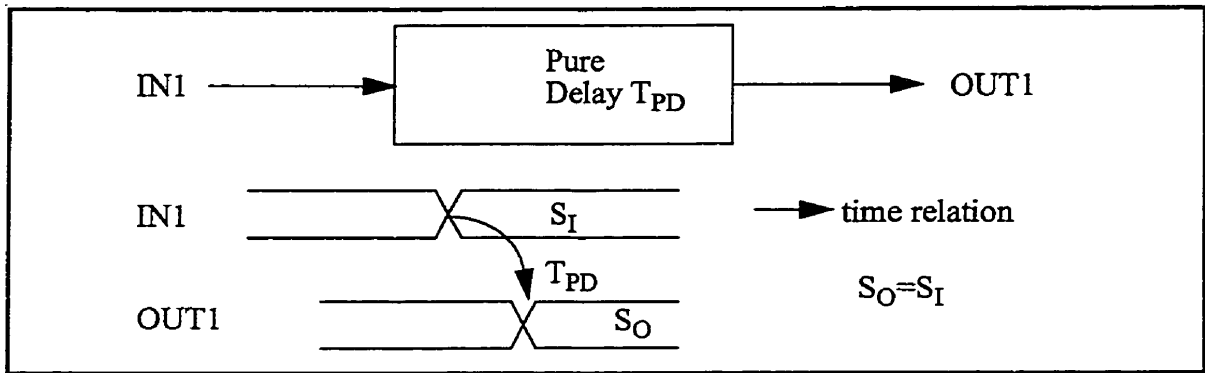 Pure
IN1
Delay T_PD
OUT1
IN1
S_I
time relation
T_PD
S_O=S_I
OUT1
S_O